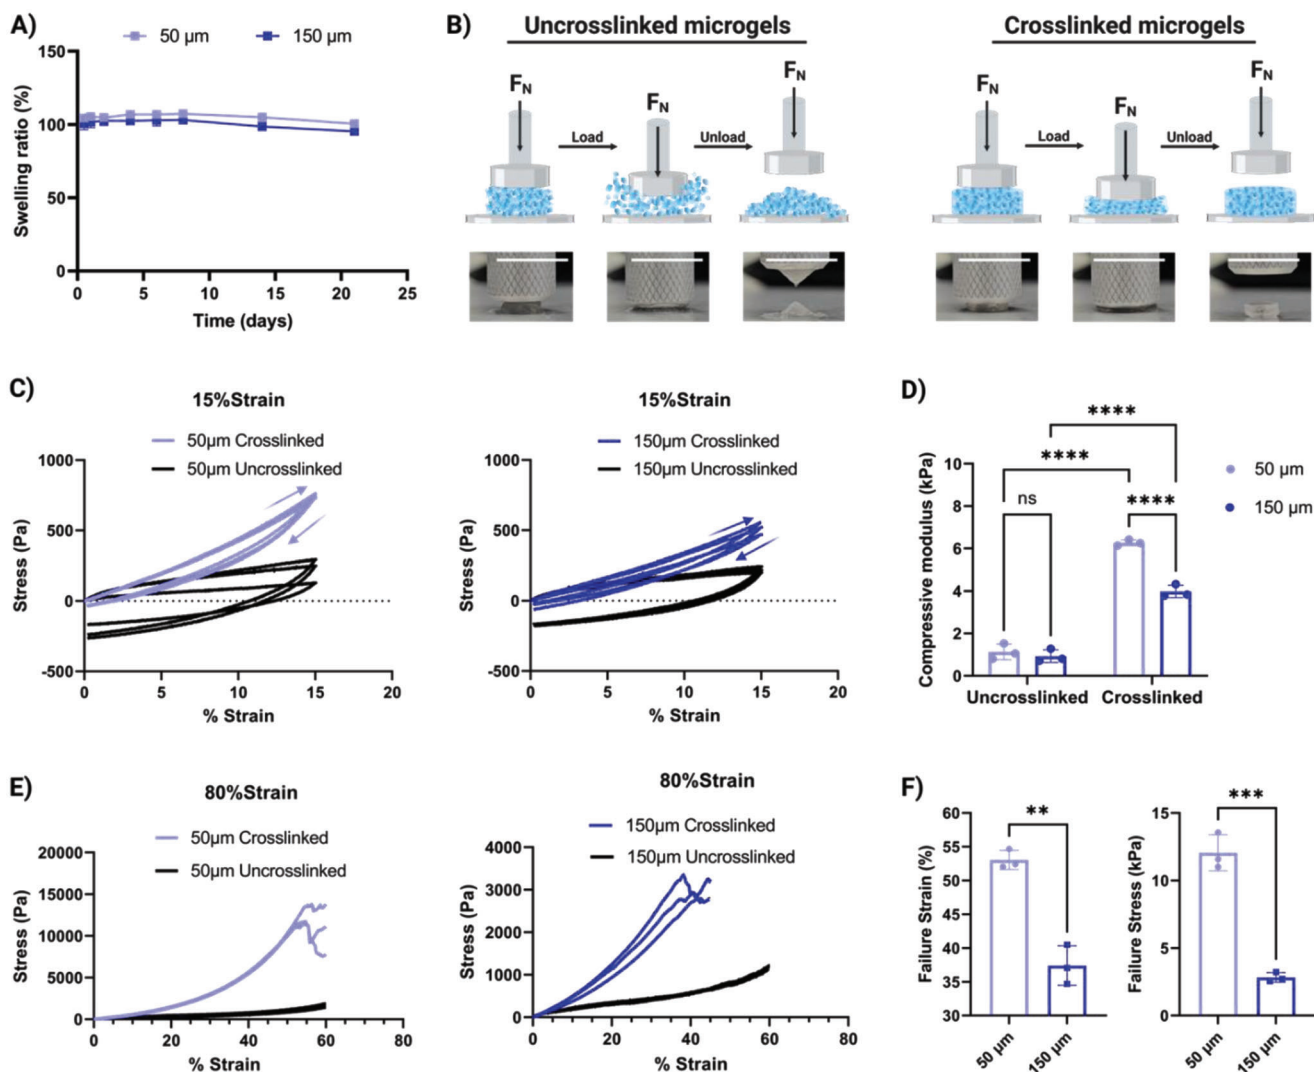 A)
50 µm
150 µm
150
100
50
0
Swelling ratio (%)
0
5
10
15
20
25
Time (days)
B)
Uncrosslinked microgels
Crosslinked microgels
FN
Load
FN
Unload
FN
FN
Load
FN
Unload
FN
C)
15%Strain
50µm Crosslinked
50µm Uncrosslinked
1000
500
0
-500
Stress (Pa)
0
5
10
15
20
% Strain
15%Strain
150µm Crosslinked
150µm Uncrosslinked
1000
500
0
-500
Stress (Pa)
0
5
10
15
20
% Strain
D)
****
****
ns
****
50 µm
150 µm
10
8
6
4
2
0
Compressive modulus (kPa)
Uncrosslinked
Crosslinked
E)
80%Strain
50µm Crosslinked
50µm Uncrosslinked
20000
15000
10000
5000
0
Stress (Pa)
0
20
40
60
80
% Strain
80%Strain
150µm Crosslinked
150µm Uncrosslinked
4000
3000
2000
1000
0
Stress (Pa)
0
20
40
60
80
% Strain
F)
**
60
55
50
45
40
35
30
Failure Strain (%)
50 µm
150 µm
***
15
10
5
0
Failure Stress (kPa)
50 µm
150 µm